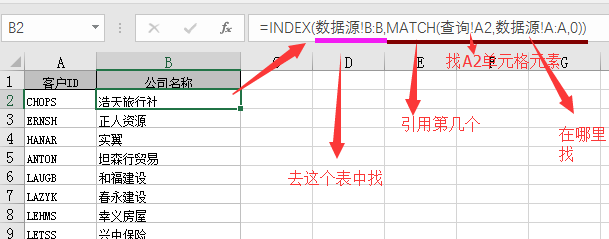 B2 =INDEX(数据源!B:B,MATCH(查询!A2,数据源!A:A,0))
A B C D E F G
1 客户ID 公司名称
2 CHOPS 浩天旅行社
3 ERNSH 正人资源
4 HANAR 实翼
5 ANTON 坦森行贸易
6 LAUGB 和福建设
7 LAZYK 春永建设
8 LEHMS 幸义房屋
9 LETSS 兴中保险
找A2单元格元素
引用第几个
在哪里
找
去这个表中找